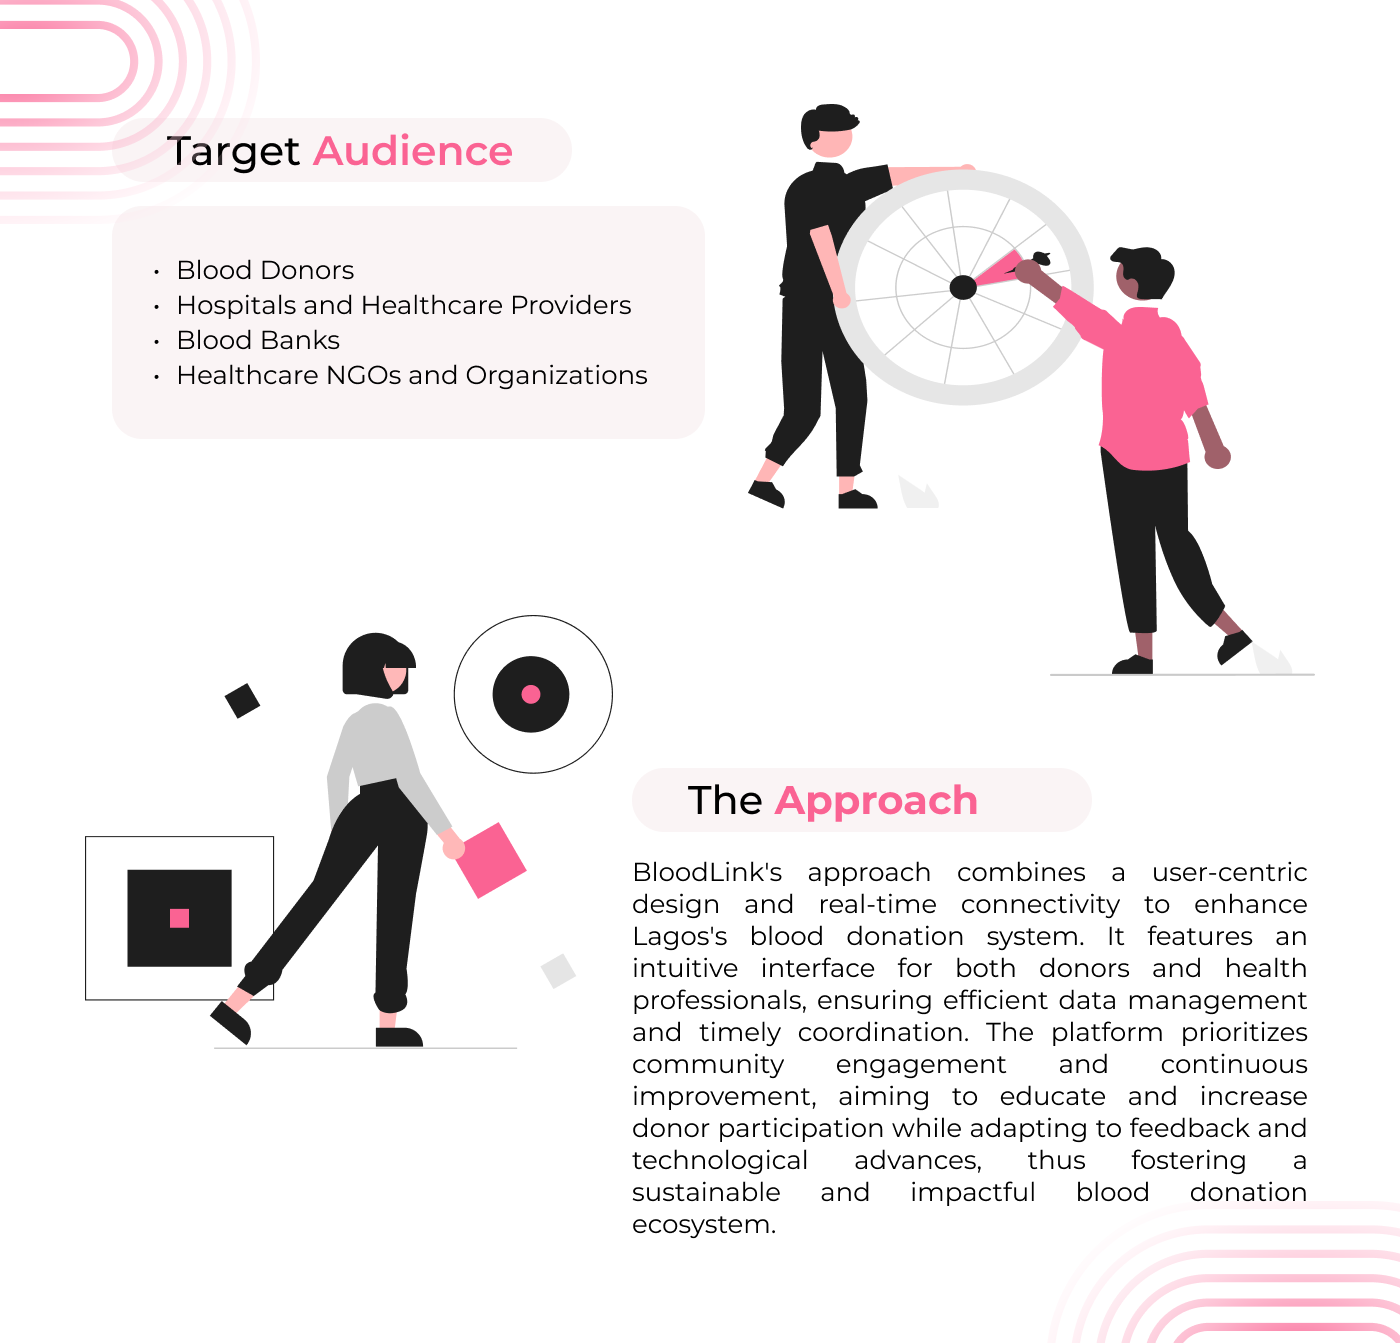 Target Audience
• Blood Donors
• Hospitals and Healthcare Providers
• Blood Banks
• Healthcare NGOs and Organizations
The Approach
BloodLink's approach combines a user-centric
design and real-time connectivity to enhance
Lagos's blood donation system. It features an
intuitive interface for both donors and health
professionals, ensuring efficient data management
and timely coordination. The platform prioritizes
community engagement and continuous
improvement, aiming to educate and increase
donor participation while adapting to feedback and
technological advances, thus fostering a
sustainable and impactful blood donation
ecosystem.